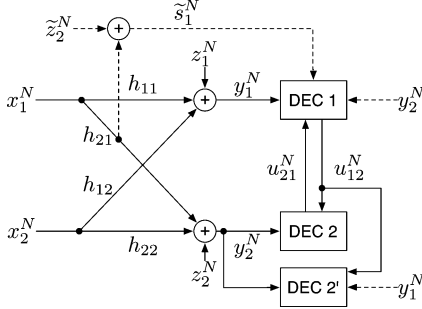 z̃₂ᴺ s̃₁ᴺ
z₁ᴺ
x₁ᴺ h₁₁ y₁ᴺ DEC 1 y₂ᴺ
h₂₁
h₁₂ u₂₁ᴺ u₁₂ᴺ
x₂ᴺ h₂₂ y₂ᴺ DEC 2
z₂ᴺ
DEC 2' y₁ᴺ